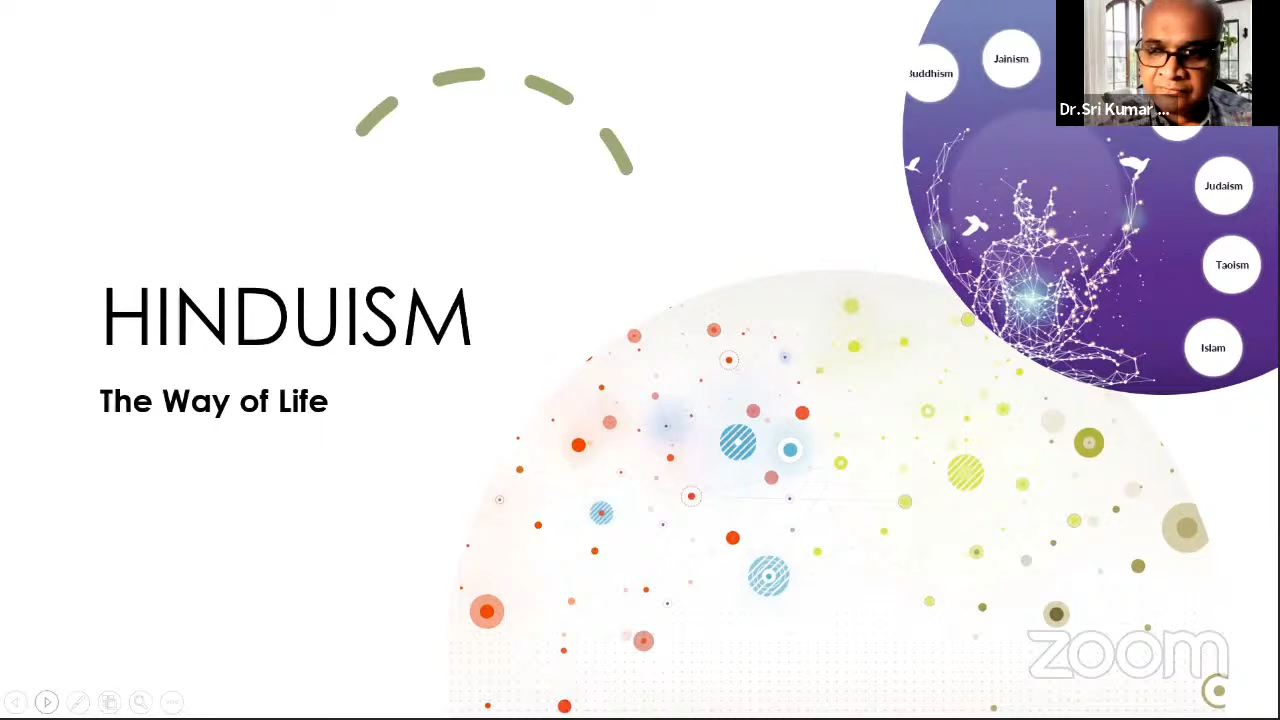 Buddhism
Jainism
Dr.Sri Kumar ...
Judaism
Taoism
Islam
HINDUISM
The Way of Life
zoom